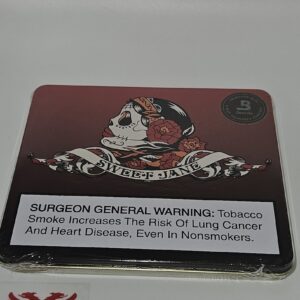 SWEET JANE
SURGEON GENERAL WARNING: Tobacco
Smoke Increases The Risk Of Lung Cancer
And Heart Disease, Even In Nonsmokers.